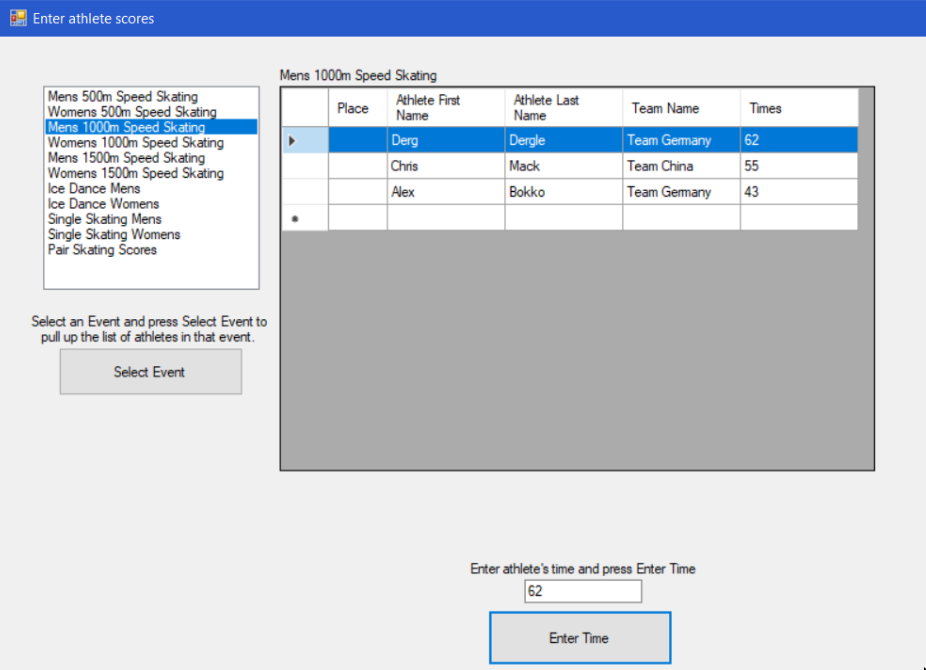 Enter athlete scores
Mens 500m Speed Skating
Womens 500m Speed Skating
Mens 1000m Speed Skating
Womens 1000m Speed Skating
Mens 1500m Speed Skating
Womens 1500m Speed Skating
Ice Dance Mens
Ice Dance Womens
Single Skating Mens
Single Skating Womens
Pair Skating Scores
Select an Event and press Select Event to
pull up the list of athletes in that event.
Select Event
Mens 1000m Speed Skating
Place Athlete First Name Athlete Last Name Team Name Times
Derg Dergle Team Germany 62
Chris Mack Team China 55
Alex Bokko Team Germany 43
Enter athlete's time and press Enter Time
62
Enter Time